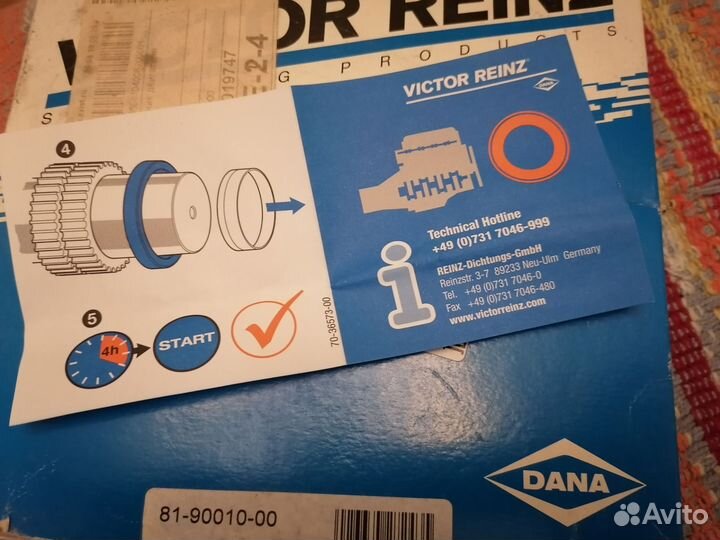 VICTOR REINZ
PRODUCTS
019747
E-2-4
VICTOR REINZ
DANA
4
Technical Hotline
+49 (0)731 7046-999
i
REINZ-Dichtungs-GmbH
Reinzstr. 3-7 89233 Neu-Ulm Germany
Tel. +49 (0)731 7046-0
Fax +49 (0)731 7046-480
www.victorreinz.com
5
4h
START
70-36573-00
DANA
81-90010-00
Avito